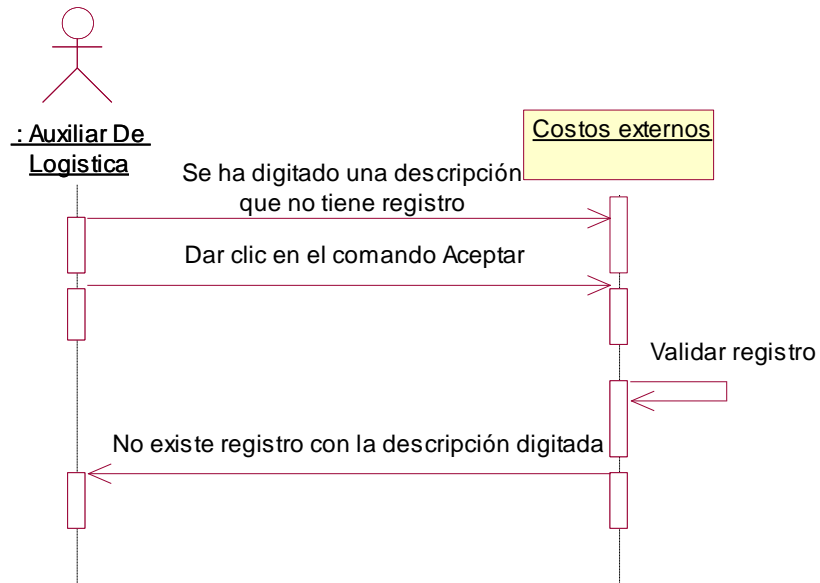 : Auxiliar De
Logistica
Costos externos
Se ha digitado una descripción
que no tiene registro
Dar clic en el comando Aceptar
Validar registro
No existe registro con la descripción digitada